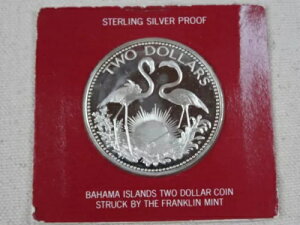 STERLING SILVER PROOF
TWO DOLLARS
BAHAMA ISLANDS TWO DOLLAR COIN
STRUCK BY THE FRANKLIN MINT